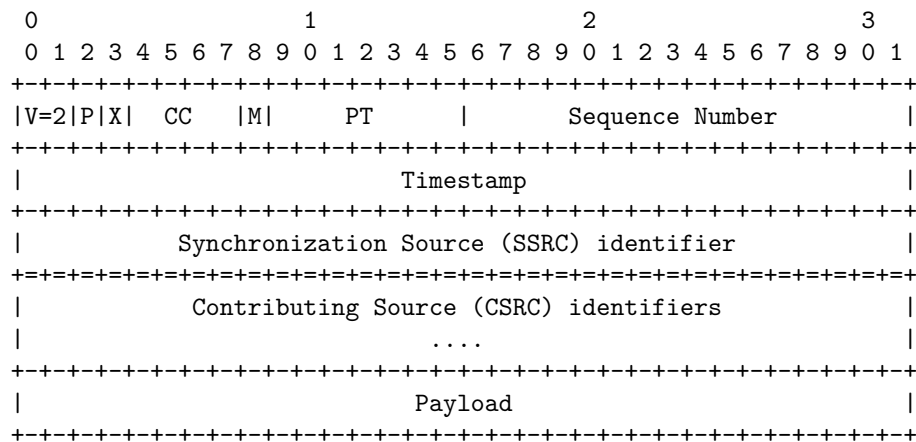 0                   1                   2                   3
 0 1 2 3 4 5 6 7 8 9 0 1 2 3 4 5 6 7 8 9 0 1 2 3 4 5 6 7 8 9 0 1
+-+-+-+-+-+-+-+-+-+-+-+-+-+-+-+-+-+-+-+-+-+-+-+-+-+-+-+-+-+-+-+-+
|V=2|P|X|  CC   |M|     PT      |       Sequence Number         |
+-+-+-+-+-+-+-+-+-+-+-+-+-+-+-+-+-+-+-+-+-+-+-+-+-+-+-+-+-+-+-+-+
|                           Timestamp                           |
+-+-+-+-+-+-+-+-+-+-+-+-+-+-+-+-+-+-+-+-+-+-+-+-+-+-+-+-+-+-+-+-+
|           Synchronization Source (SSRC) identifier            |
+=+=+=+=+=+=+=+=+=+=+=+=+=+=+=+=+=+=+=+=+=+=+=+=+=+=+=+=+=+=+=+=+
|            Contributing Source (CSRC) identifiers             |
|                             ....                              |
+-+-+-+-+-+-+-+-+-+-+-+-+-+-+-+-+-+-+-+-+-+-+-+-+-+-+-+-+-+-+-+-+
|                            Payload                            |
+-+-+-+-+-+-+-+-+-+-+-+-+-+-+-+-+-+-+-+-+-+-+-+-+-+-+-+-+-+-+-+-+